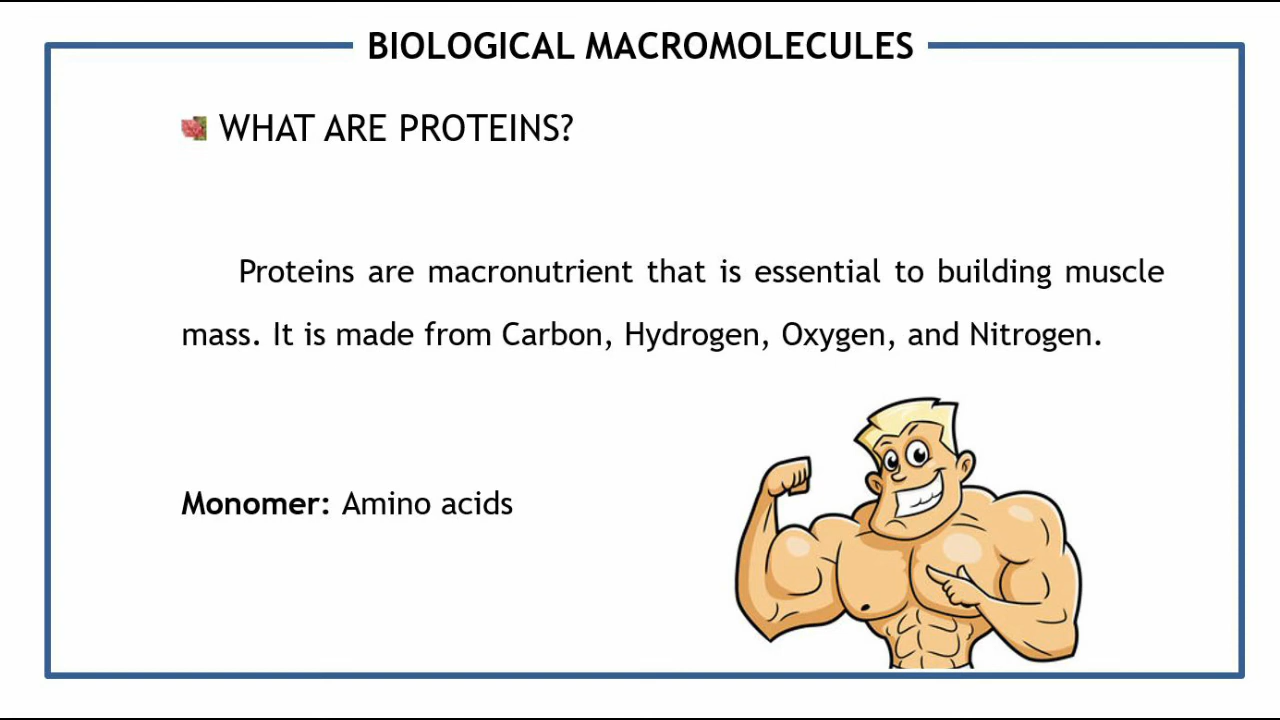 BIOLOGICAL MACROMOLECULES
WHAT ARE PROTEINS?
Proteins are macronutrient that is essential to building muscle
mass. It is made from Carbon, Hydrogen, Oxygen, and Nitrogen.
Monomer: Amino acids